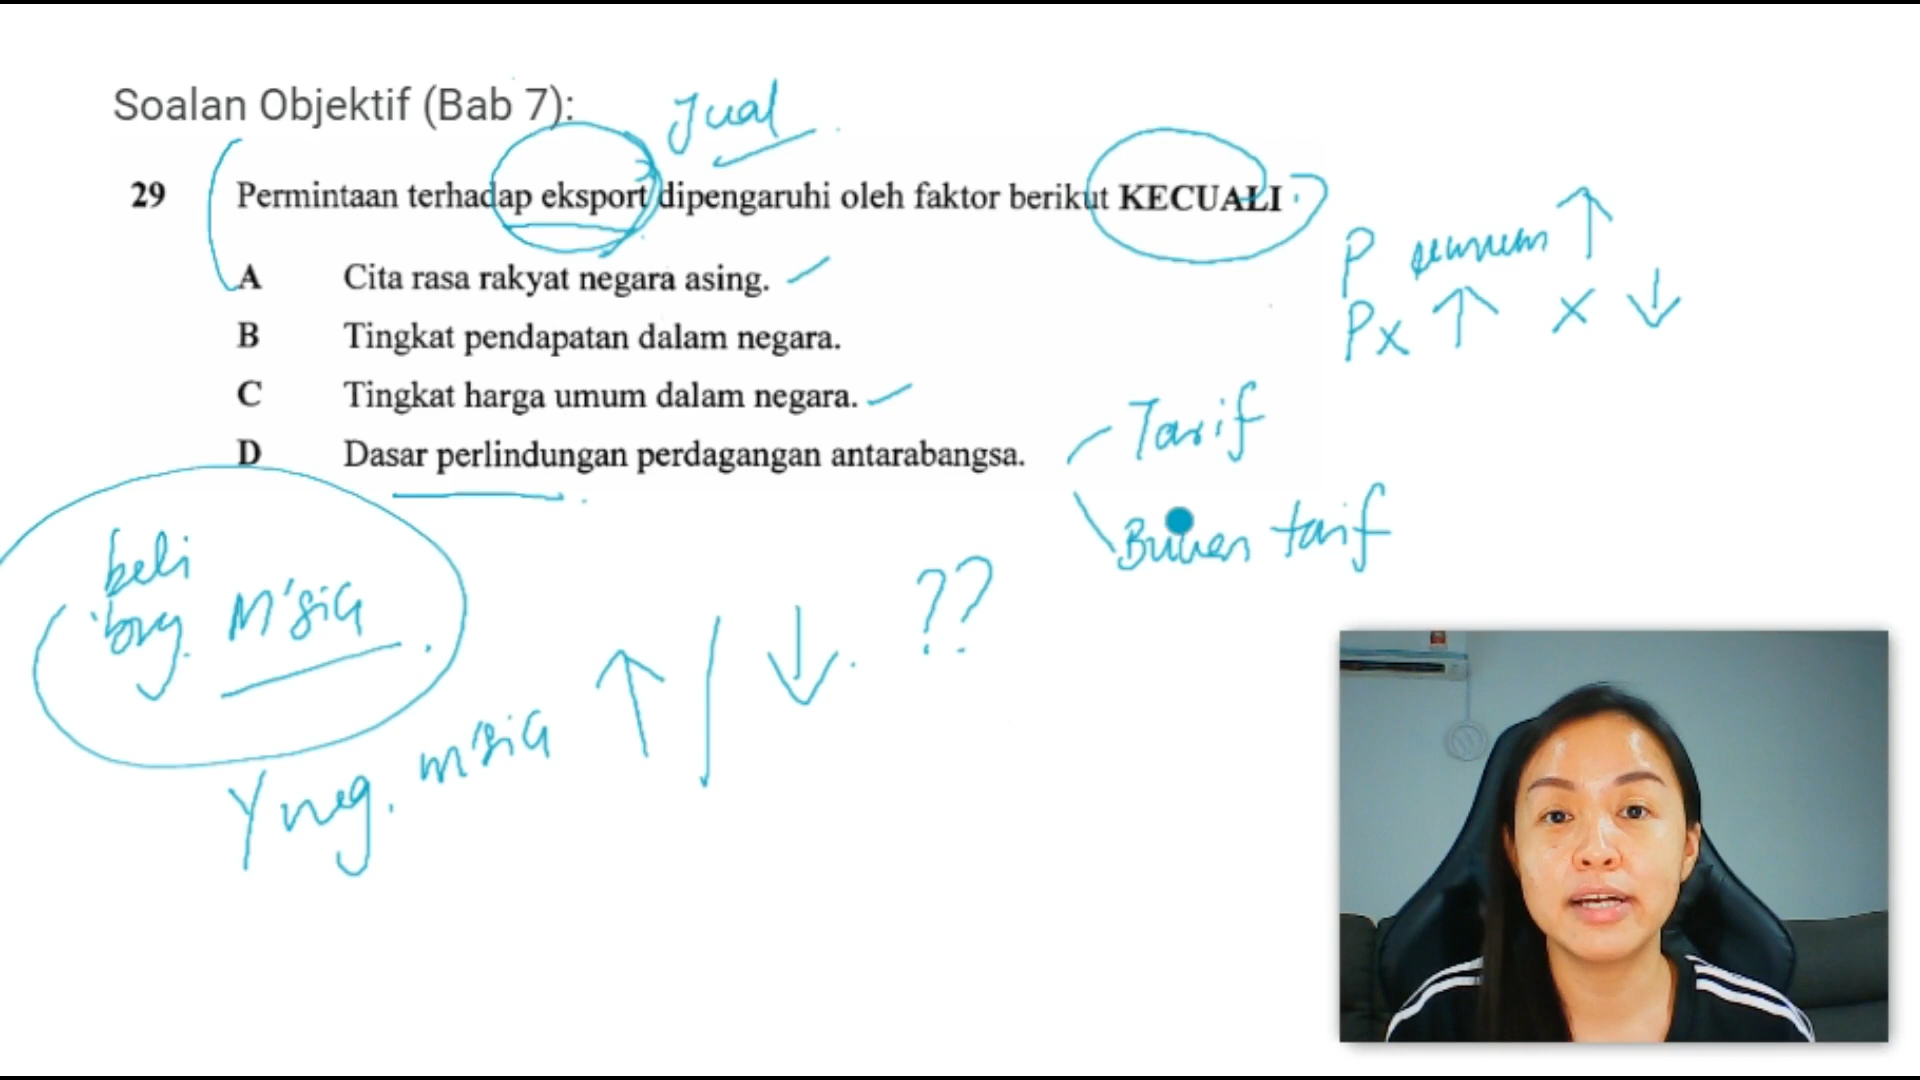 Soalan Objektif (Bab 7):
Jual
29 Permintaan terhadap eksport dipengaruhi oleh faktor berikut KECUALI
A Cita rasa rakyat negara asing.
B Tingkat pendapatan dalam negara.
C Tingkat harga umum dalam negara.
D Dasar perlindungan perdagangan antarabangsa.
P ↑
Px ↑ X ↓
Tarif
Bukan tarif
beli
brg. M'sia
Yneg. m'sia ↑ / ↓. ??